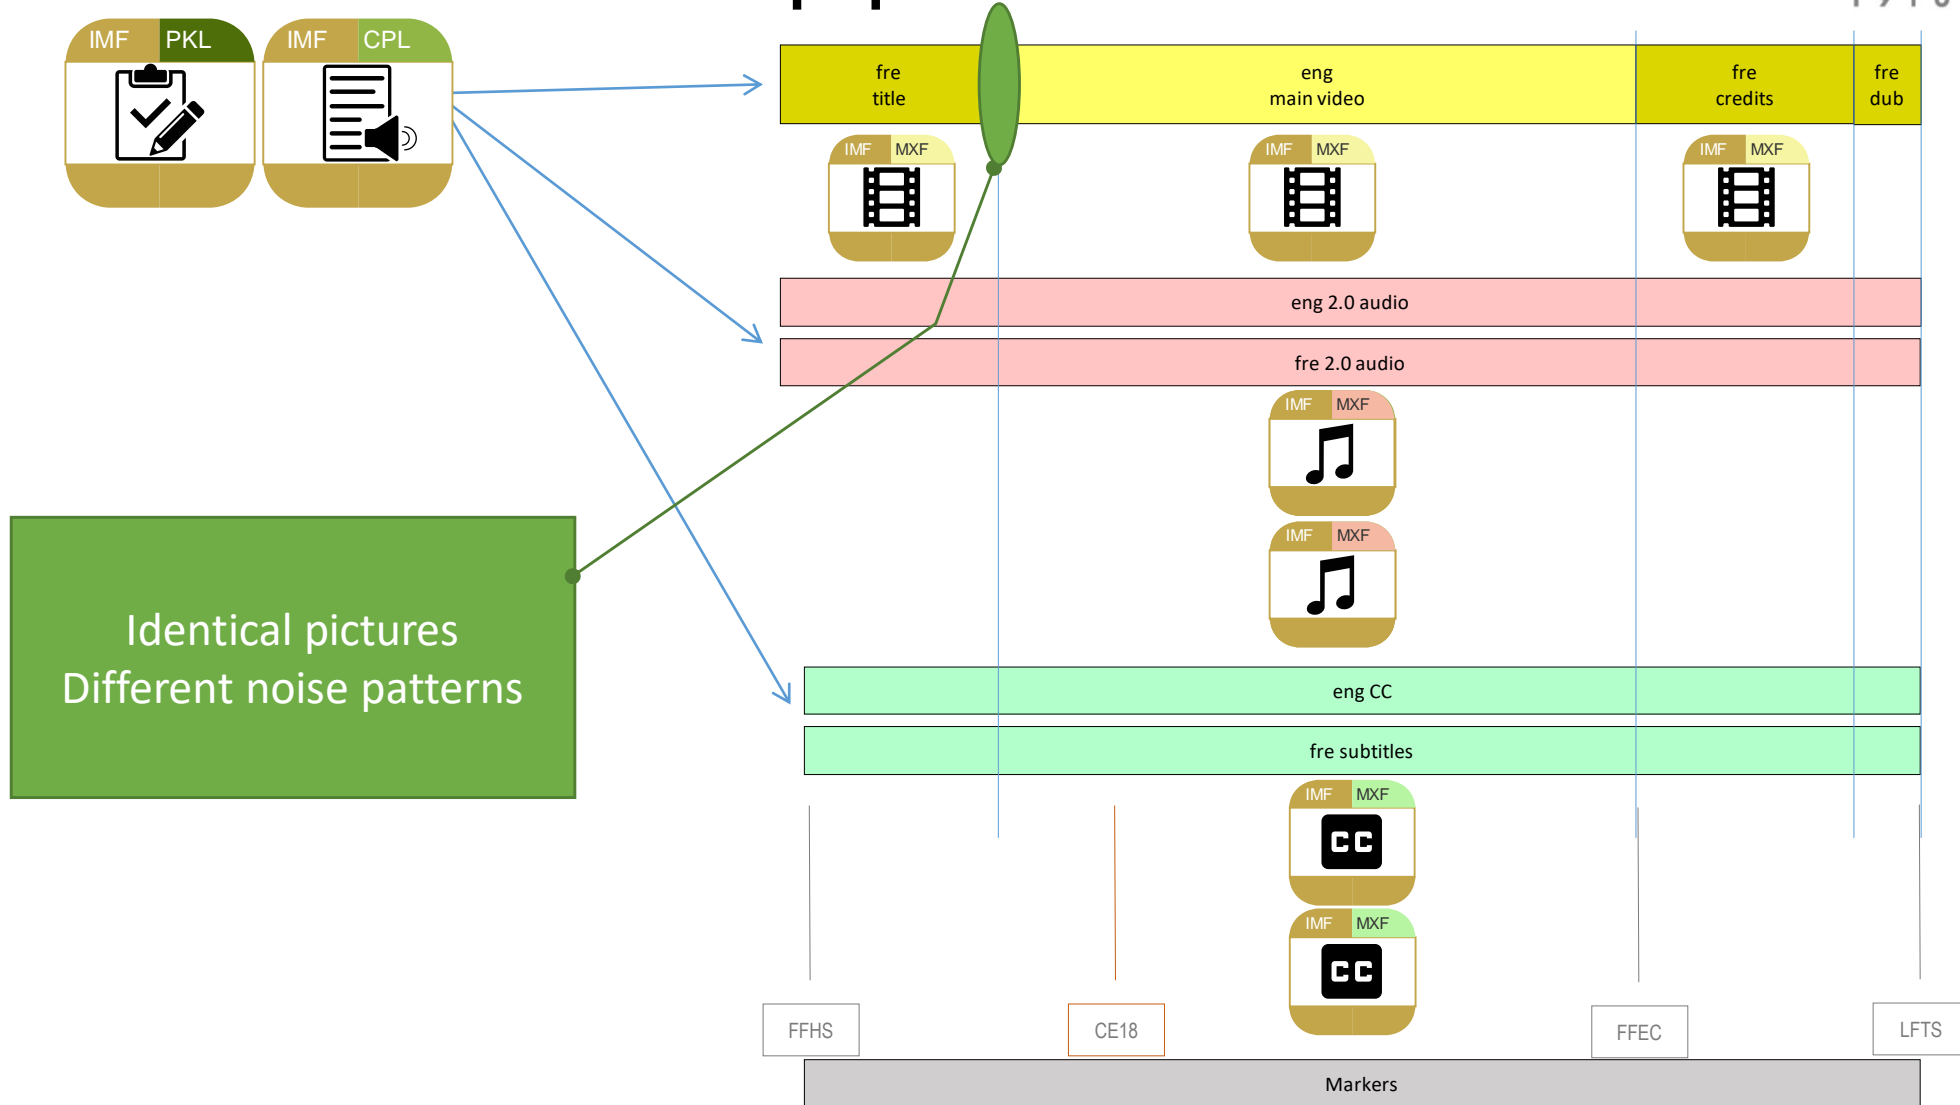 IMF PKL
IMF CPL
fre
title
eng
main video
fre
credits
fre
dub
IMF MXF
IMF MXF
IMF MXF
eng 2.0 audio
fre 2.0 audio
IMF MXF
IMF MXF
Identical pictures
Different noise patterns
eng CC
fre subtitles
IMF MXF
CC
IMF MXF
CC
FFHS
CE18
FFEC
LFTS
Markers